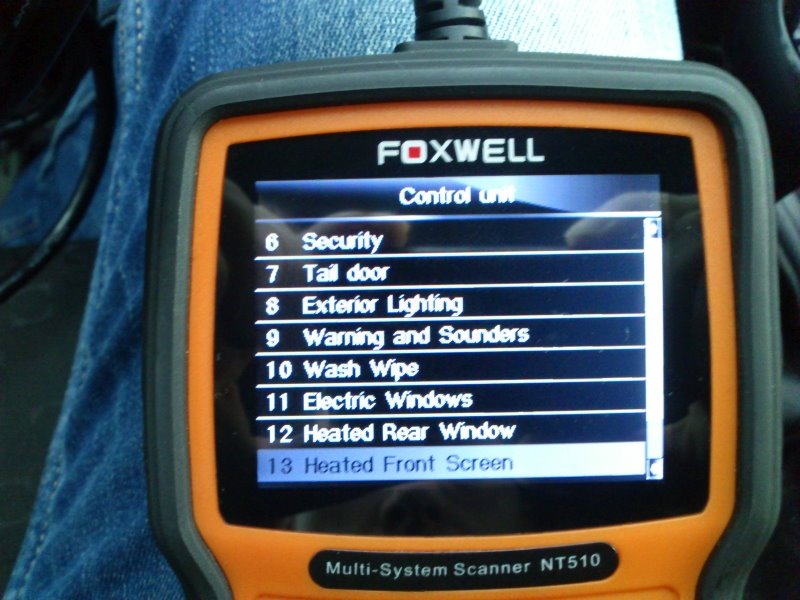 FOXWELL
Control unit
6 Security
7 Tail door
8 Exterior Lighting
9 Warning and Sounders
10 Wash Wipe
11 Electric Windows
12 Heated Rear Window
13 Heated Front Screen
Multi-System Scanner NT510